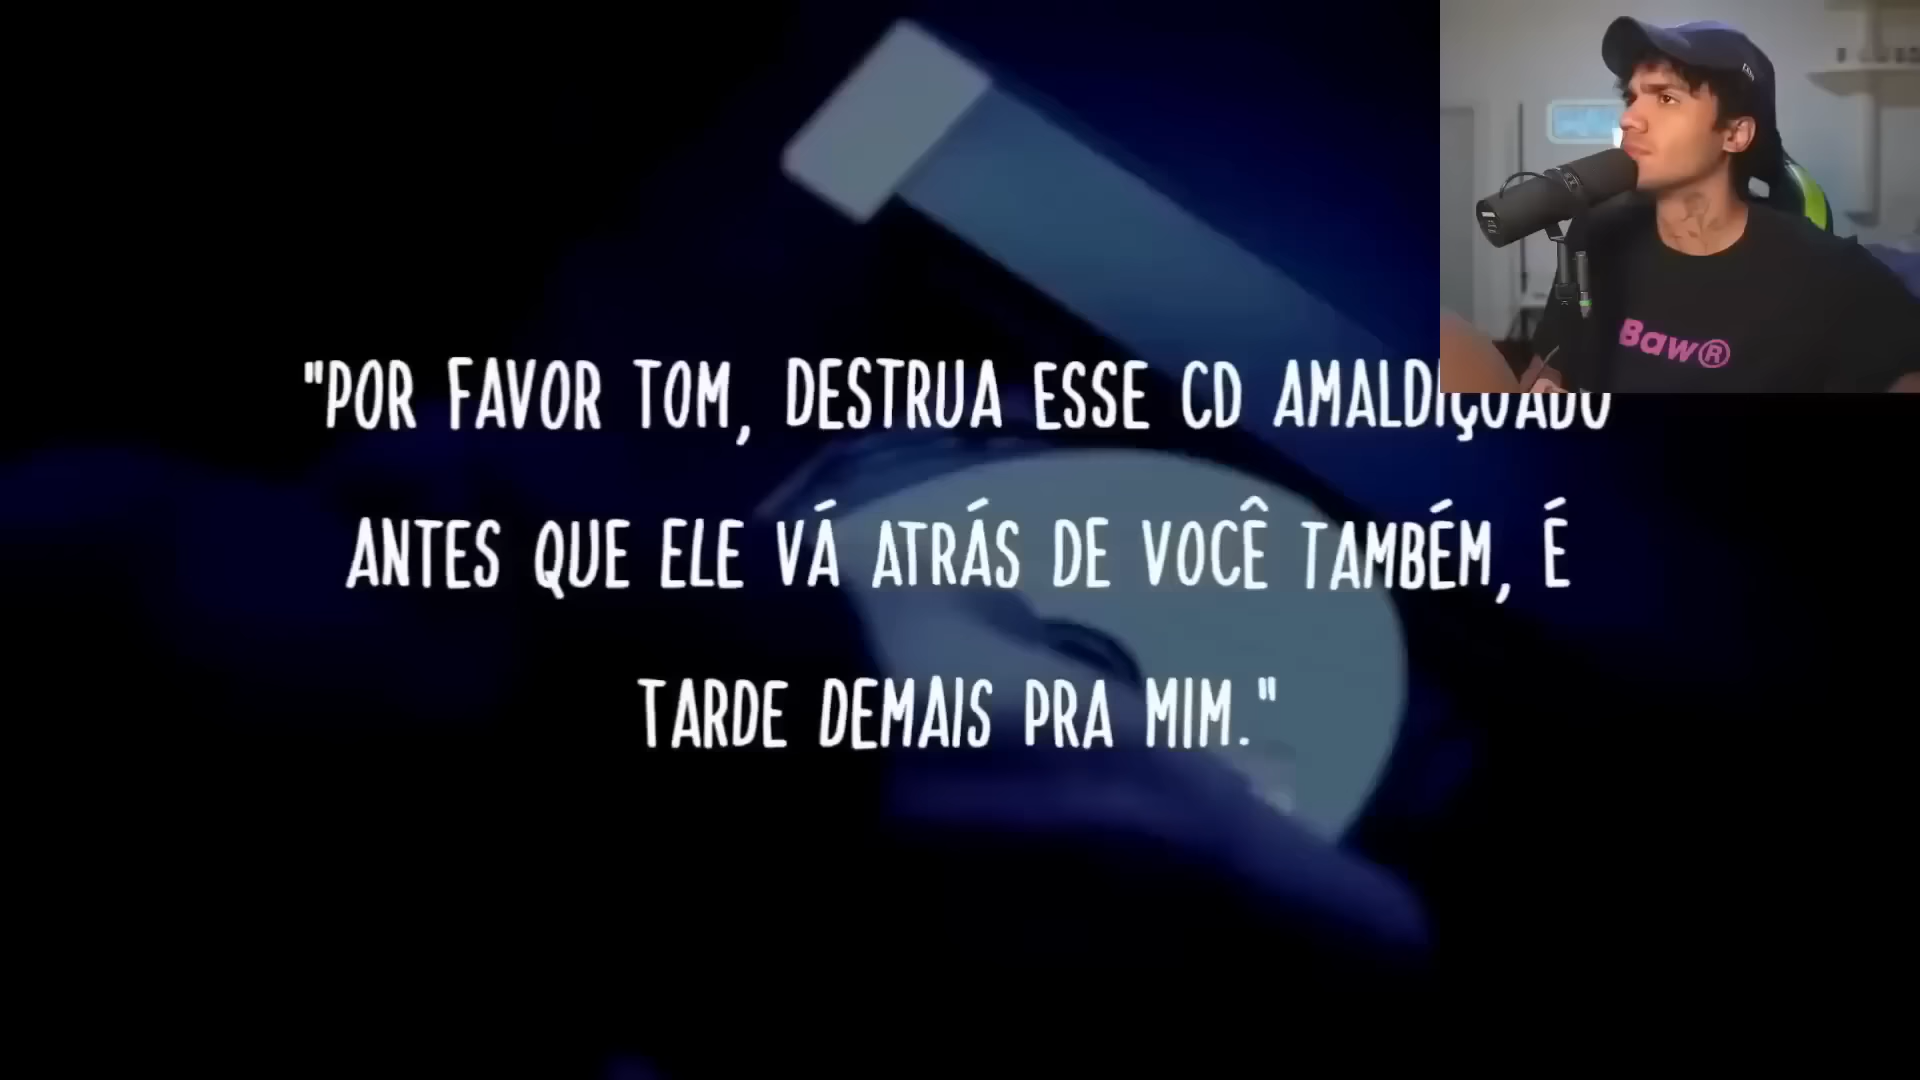 "POR FAVOR TOM, DESTRUA ESSE CD AMALDIÇOADO
ANTES QUE ELE VÁ ATRÁS DE VOCÊ TAMBÉM, É
TARDE DEMAIS PRA MIM."
Baw®